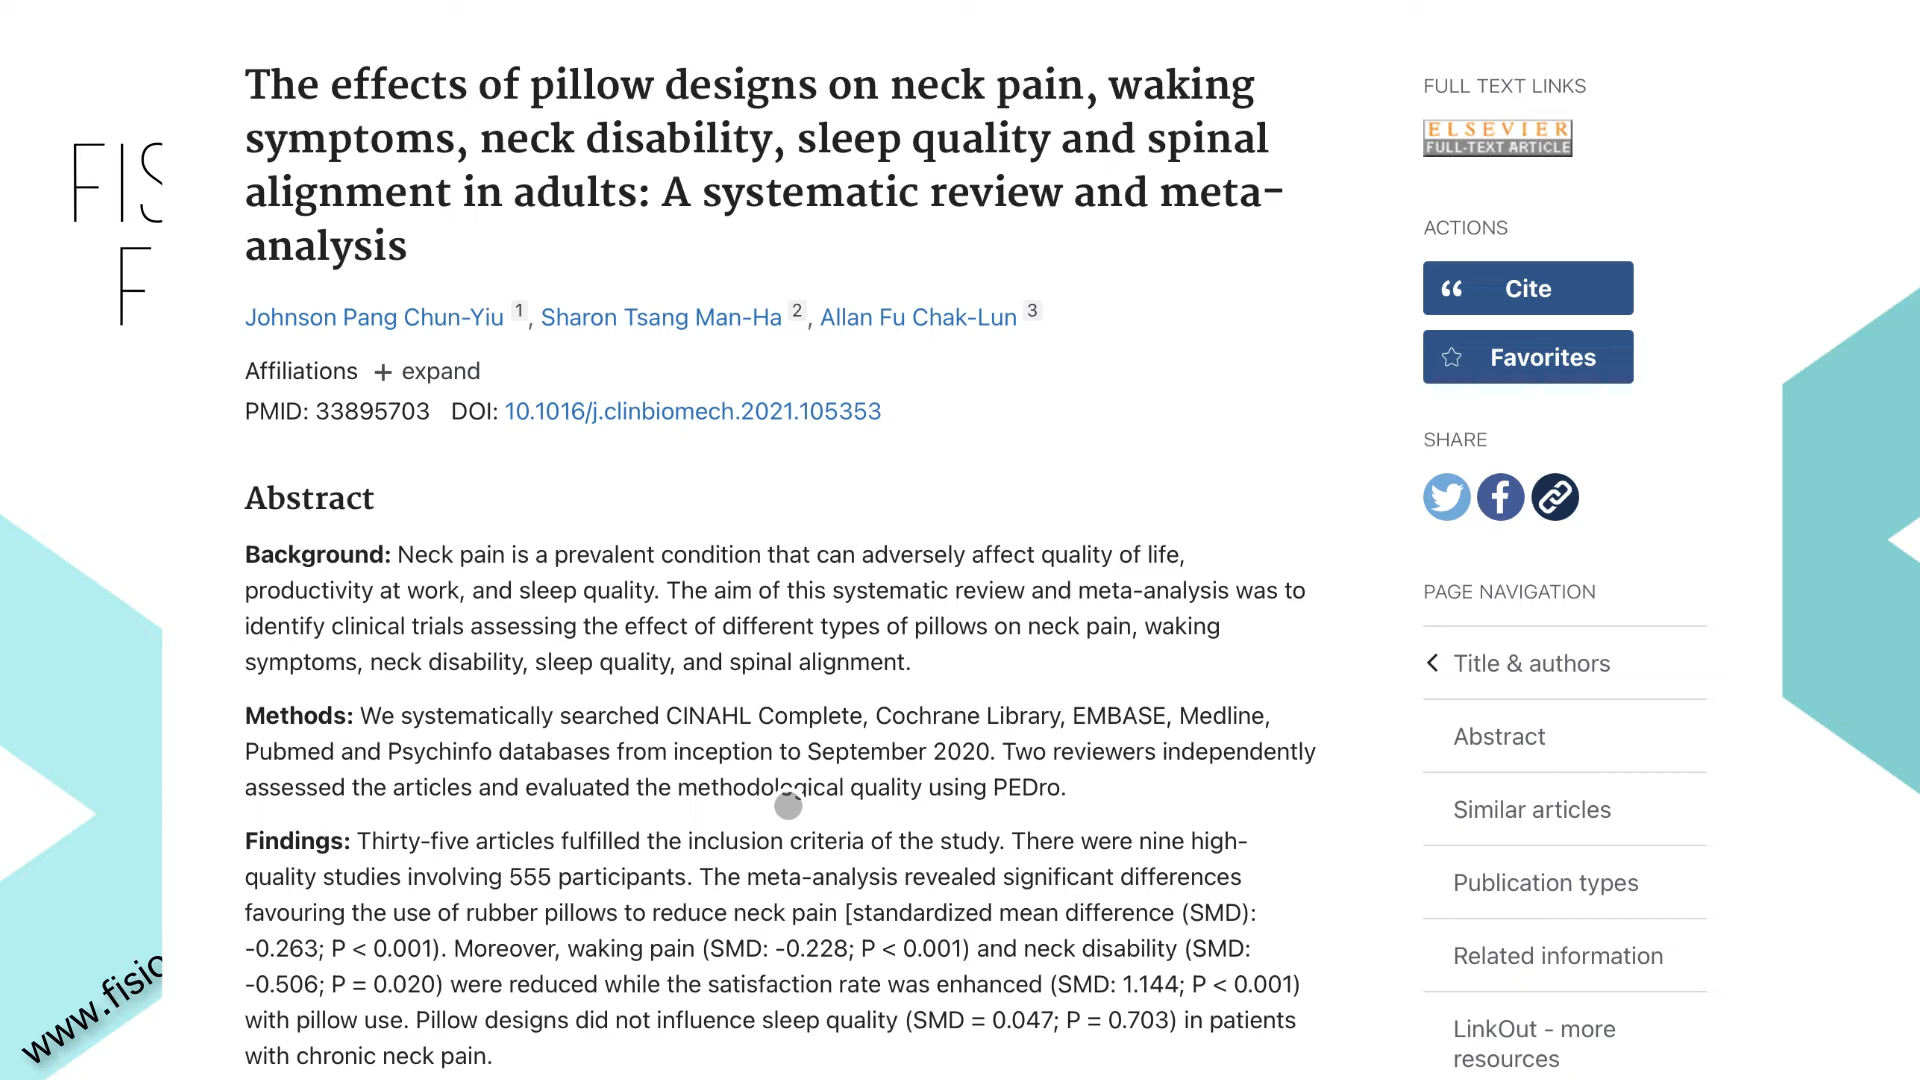 The effects of pillow designs on neck pain, waking
symptoms, neck disability, sleep quality and spinal
alignment in adults: A systematic review and meta-
analysis
Johnson Pang Chun-Yiu 1, Sharon Tsang Man-Ha 2, Allan Fu Chak-Lun 3
Affiliations + expand
PMID: 33895703 DOI: 10.1016/j.clinbiomech.2021.105353
Abstract
Background: Neck pain is a prevalent condition that can adversely affect quality of life,
productivity at work, and sleep quality. The aim of this systematic review and meta-analysis was to
identify clinical trials assessing the effect of different types of pillows on neck pain, waking
symptoms, neck disability, sleep quality, and spinal alignment.
Methods: We systematically searched CINAHL Complete, Cochrane Library, EMBASE, Medline,
Pubmed and Psychinfo databases from inception to September 2020. Two reviewers independently
assessed the articles and evaluated the methodological quality using PEDro.
Findings: Thirty-five articles fulfilled the inclusion criteria of the study. There were nine high-
quality studies involving 555 participants. The meta-analysis revealed significant differences
favouring the use of rubber pillows to reduce neck pain [standardized mean difference (SMD):
-0.263; P < 0.001). Moreover, waking pain (SMD: -0.228; P < 0.001) and neck disability (SMD:
-0.506; P = 0.020) were reduced while the satisfaction rate was enhanced (SMD: 1.144; P < 0.001)
with pillow use. Pillow designs did not influence sleep quality (SMD = 0.047; P = 0.703) in patients
with chronic neck pain.
FULL TEXT LINKS
ELSEVIER
FULL-TEXT ARTICLE
ACTIONS
Cite
Favorites
SHARE
PAGE NAVIGATION
Title & authors
Abstract
Similar articles
Publication types
Related information
LinkOut - more
resources
FIS
F
www.fisio